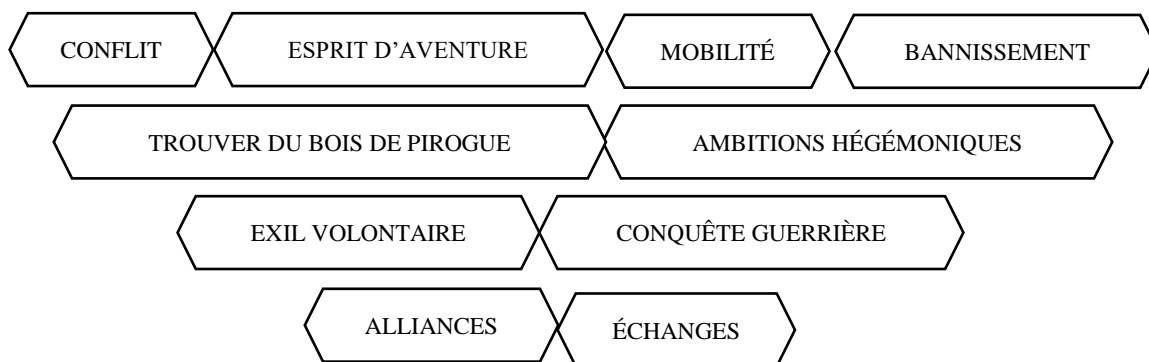 CONFLIT ESPRIT D’AVENTURE MOBILITÉ BANNISSEMENT
TROUVER DU BOIS DE PIROGUE AMBITIONS HÉGÉMONIQUES
EXIL VOLONTAIRE CONQUÊTE GUERRIÈRE
ALLIANCES ÉCHANGES